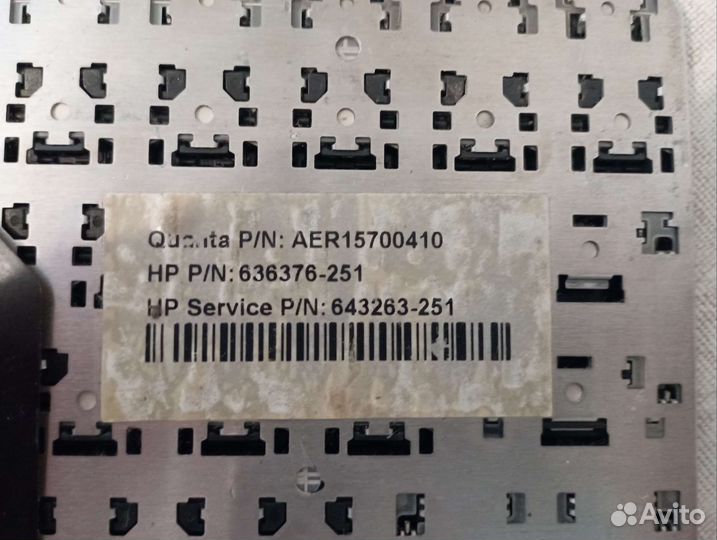 Quanta P/N: AER15700410
HP P/N: 636376-251
HP Service P/N: 643263-251
Avito